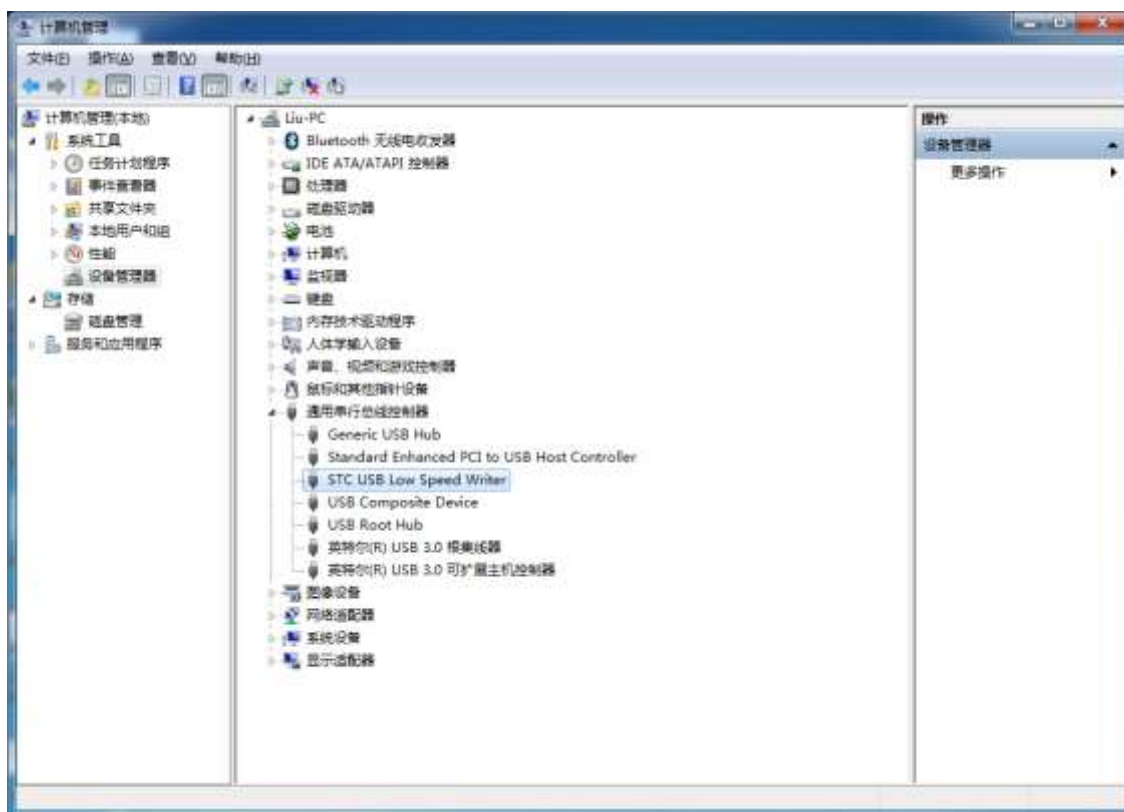 计算机管理
文件(F) 操作(A) 查看(V) 帮助(H)
计算机管理(本地)
系统工具
任务计划程序
事件查看器
共享文件夹
本地用户和组
性能
设备管理器
存储
磁盘管理
服务和应用程序
Liu-PC
Bluetooth 无线电收发器
IDE ATA/ATAPI 控制器
处理器
磁盘驱动器
电池
计算机
监视器
键盘
内存技术驱动程序
人体学输入设备
声音、视频和游戏控制器
鼠标和其他指针设备
通用串行总线控制器
Generic USB Hub
Standard Enhanced PCI to USB Host Controller
STC USB Low Speed Writer
USB Composite Device
USB Root Hub
英特尔(R) USB 3.0 根集线器
英特尔(R) USB 3.0 可扩展主机控制器
图像设备
网络适配器
系统设备
显示适配器
操作
设备管理器
更多操作